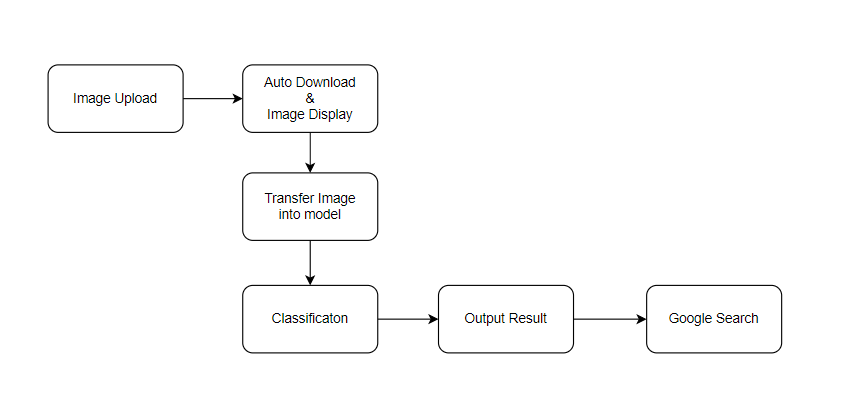 Image Upload
Auto Download
&
Image Display
Transfer Image
into model
Classificaton
Output Result
Google Search